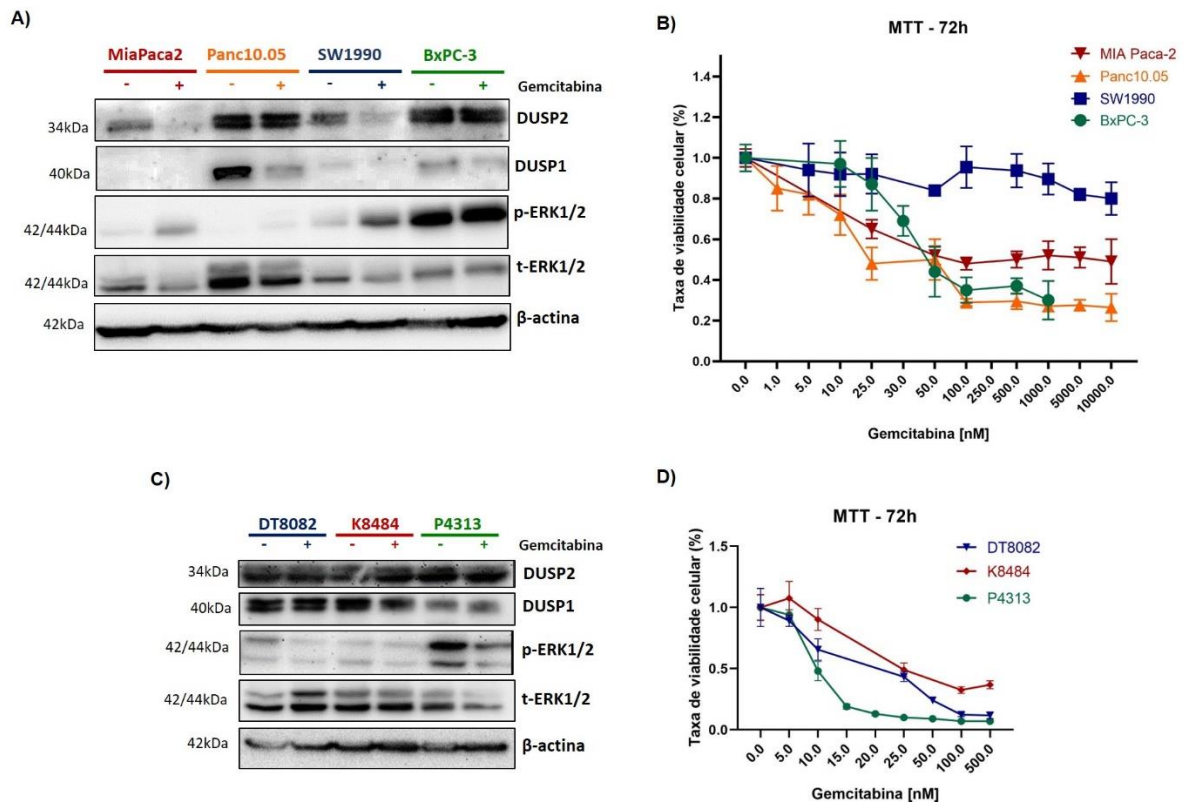 A)
MiaPaca2 Panc10.05 SW1990 BxPC-3
- + - + - + - + Gemcitabina
34kDa DUSP2
40kDa DUSP1
42/44kDa p-ERK1/2
42/44kDa t-ERK1/2
42kDa β-actina
B)
MTT - 72h
MIA Paca-2
Panc10.05
SW1990
BxPC-3
Taxa de viabilidade celular (%)
1.4
1.2
1.0
0.8
0.6
0.4
0.2
0.0
0.0 1.0 5.0 10.0 25.0 30.0 50.0 100.0 250.0 500.0 1000.0 5000.0 10000.0
Gemcitabina [nM]
C)
DT8082 K8484 P4313
- + - + - + Gemcitabina
34kDa DUSP2
40kDa DUSP1
42/44kDa p-ERK1/2
42/44kDa t-ERK1/2
42kDa β-actina
D)
MTT - 72h
DT8082
K8484
P4313
Taxa de viabilidade celular (%)
1.5
1.0
0.5
0.0
0.0 5.0 10.0 15.0 20.0 25.0 50.0 100.0 500.0
Gemcitabina [nM]